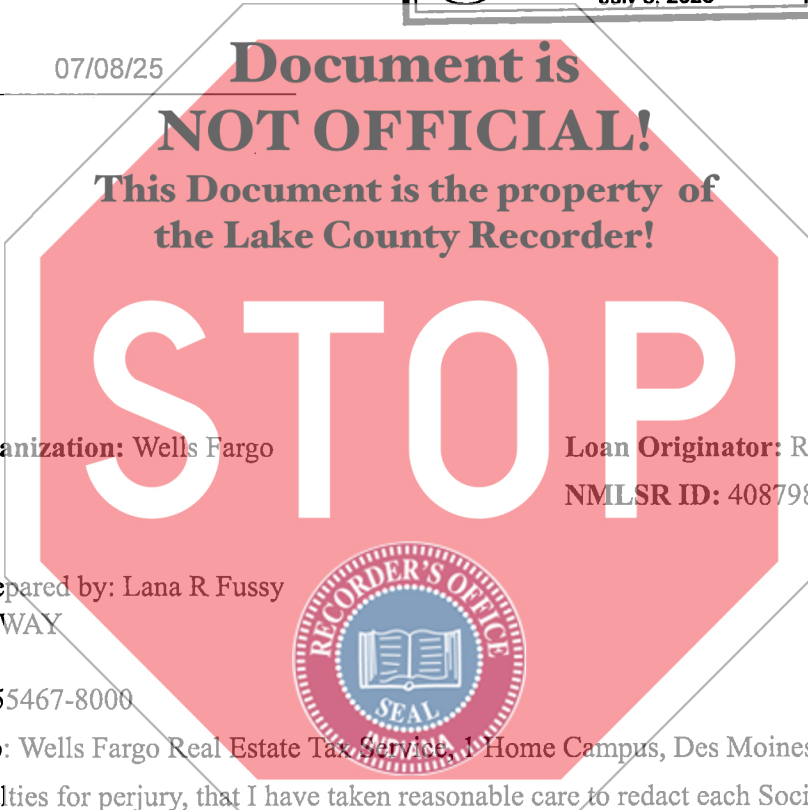 07/08/25
Document is
NOT OFFICIAL!
This Document is the property of
the Lake County Recorder!
STOP
anization: Wells Fargo
Loan Originator: R
NMLSR ID: 408798
epared by: Lana R Fussy
WAY
RECORDER'S OFFICE
SEAL
INDIANA
55467-8000
: Wells Fargo Real Estate Tax Service, 1 Home Campus, Des Moines
lties for perjury, that I have taken reasonable care to redact each Soci